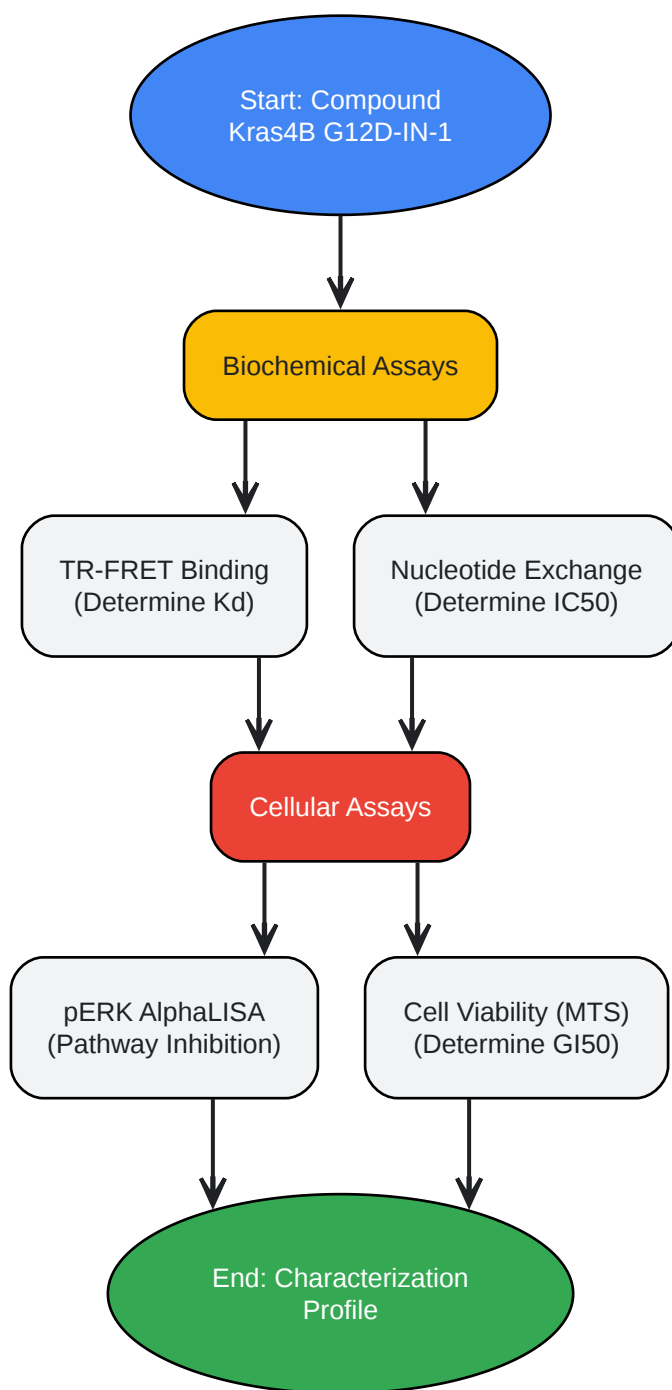 Start: Compound
Kras4B G12D-IN-1
Biochemical Assays
TR-FRET Binding
(Determine Kd)
Nucleotide Exchange
(Determine IC50)
Cellular Assays
pERK AlphaLISA
(Pathway Inhibition)
Cell Viability (MTS)
(Determine GI50)
End: Characterization
Profile